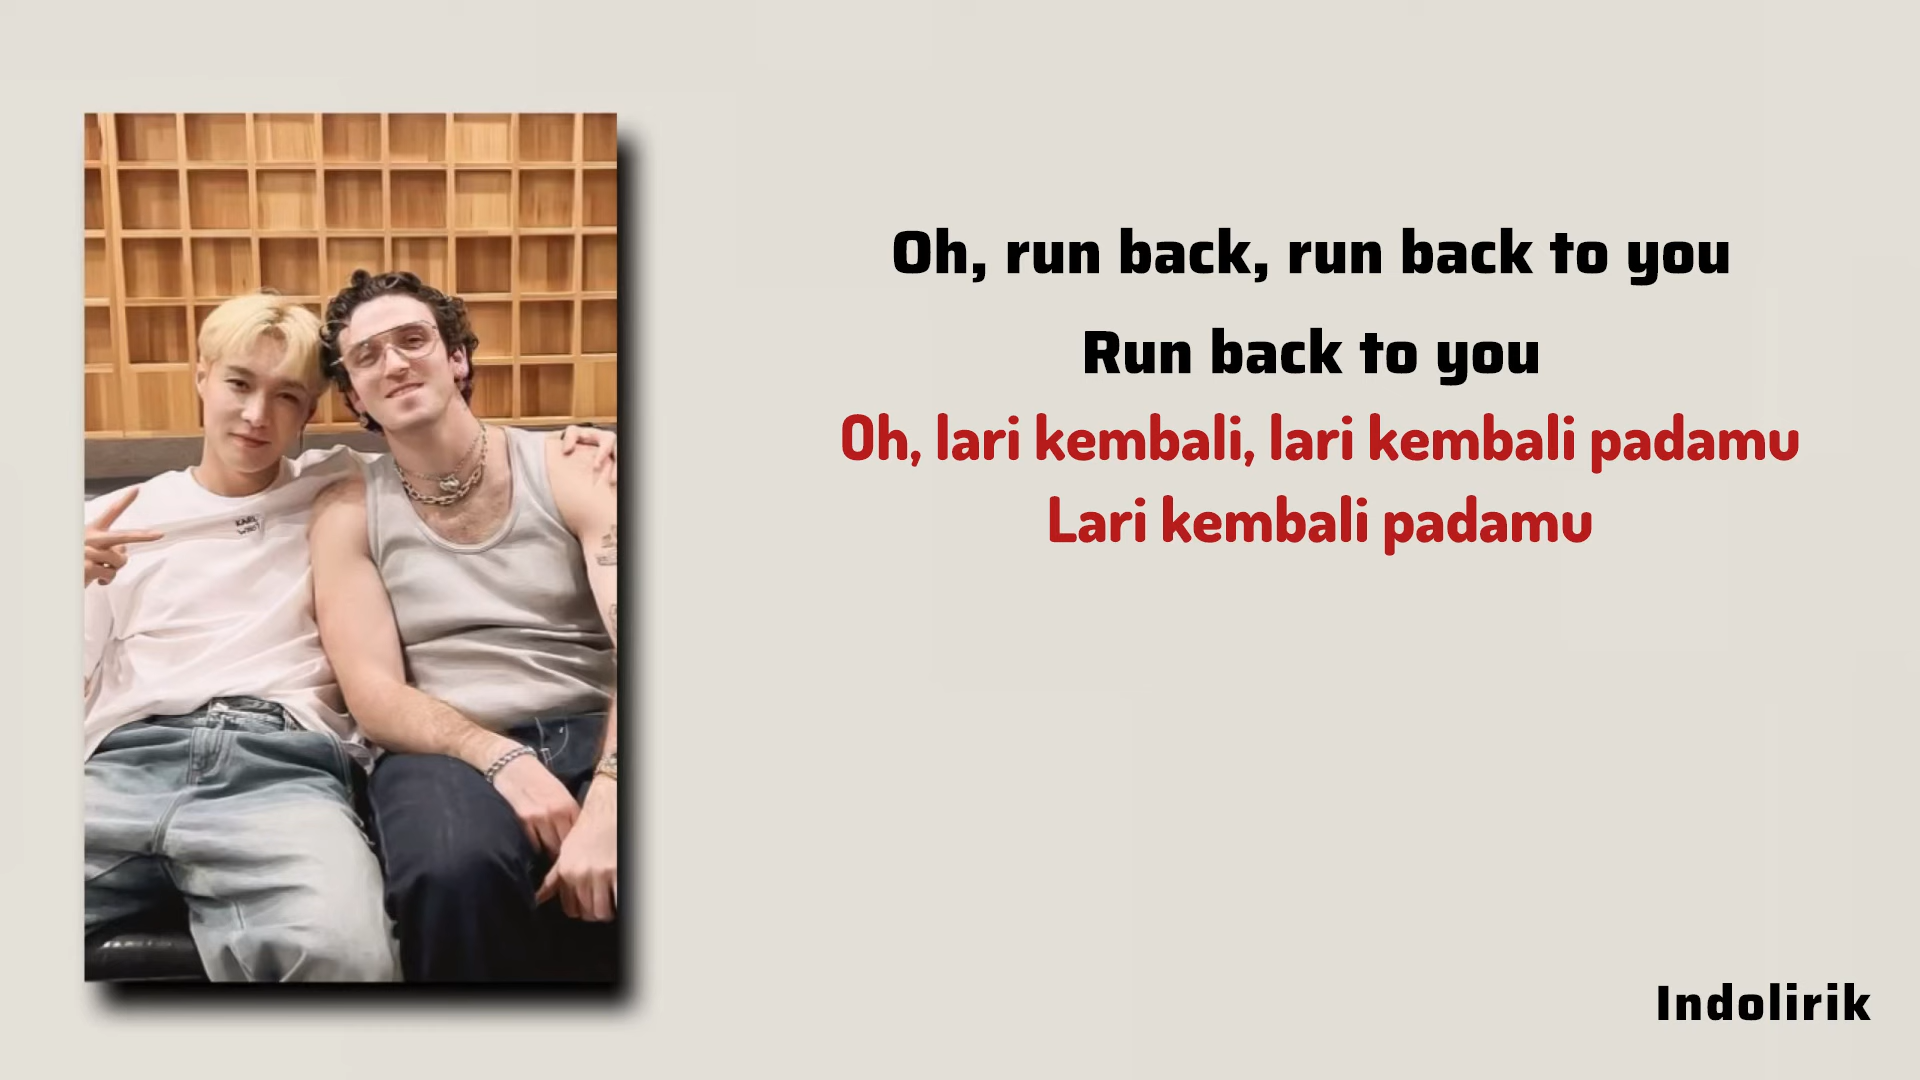 Oh, run back, run back to you
Run back to you
Oh, lari kembali, lari kembali padamu
Lari kembali padamu
Indolirik